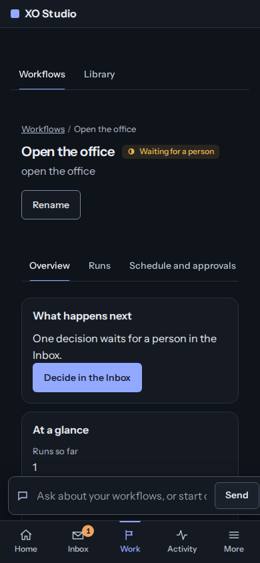 XO Studio
Workflows Library
Workflows / Open the office
Open the office Waiting for a person
open the office
Rename
Overview Runs Schedule and approvals
What happens next
One decision waits for a person in the
Inbox.
Decide in the Inbox
At a glance
Runs so far
1
Ask about your workflows, or start Send
1
Home Inbox Work Activity More